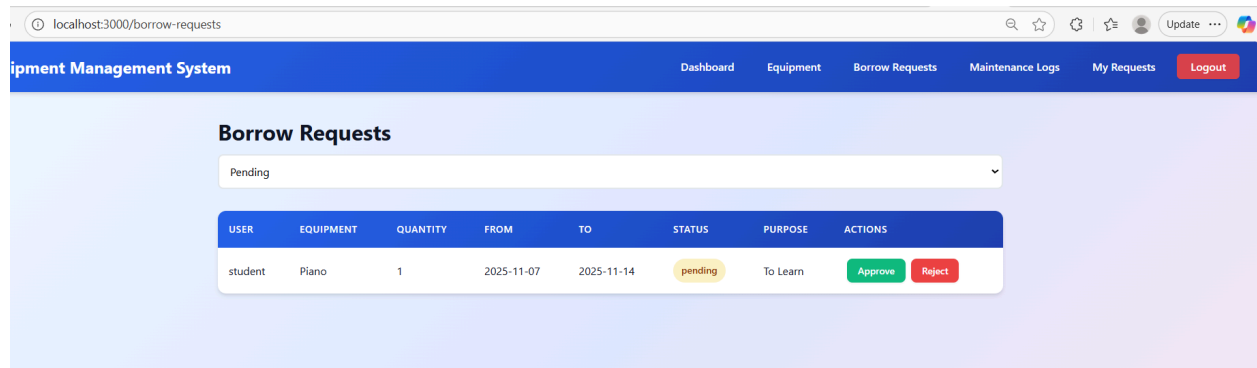 localhost:3000/borrow-requests
Update
ipment Management System
Dashboard Equipment Borrow Requests Maintenance Logs My Requests Logout
Borrow Requests
Pending
USER EQUIPMENT QUANTITY FROM TO STATUS PURPOSE ACTIONS
student Piano 1 2025-11-07 2025-11-14 pending To Learn Approve Reject